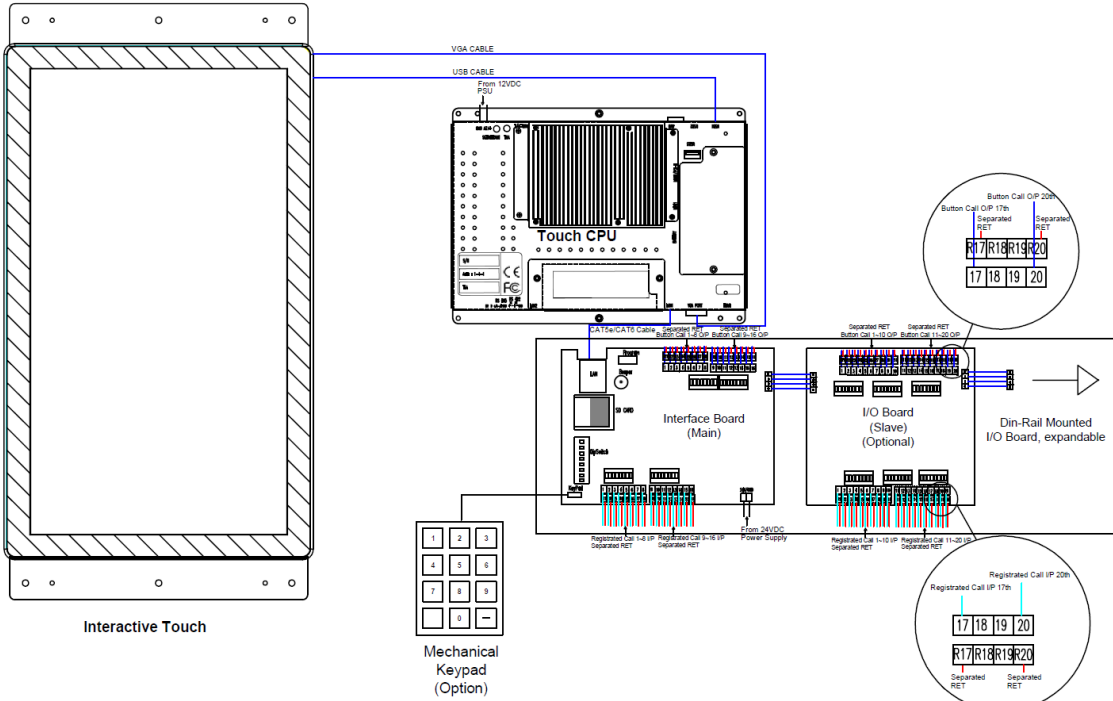 VGA CABLE
USB CABLE
From 12VDC
PSU
Touch CPU
CE
FC
CAT5e/CAT6 Cable
Separated RET
Button Call 1~8 O/P
Separated RET
Button Call 9~16 O/P
Separated RET
Button Call 1~10 O/P
Separated RET
Button Call 11~20 O/P
Button Call O/P 20th
Button Call O/P 17th
Separated
RET
Separated
RET
R17 R18 R19 R20
17 18 19 20
Program
Beeper
LAN
SD CARD
DipSwitch
KeyPad
Interface Board
(Main)
I/O Board
(Slave)
(Optional)
Din-Rail Mounted
I/O Board, expandable
Registrated Call 1~8 I/P
Separated RET
Registrated Call 9~16 I/P
Separated RET
From 24VDC
Power Supply
Registrated Call 1~10 I/P
Separated RET
Registrated Call 11~20 I/P
Separated RET
Registrated Call I/P 20th
Registrated Call I/P 17th
17 18 19 20
R17 R18 R19 R20
Separated
RET
Separated
RET
1 2 3
4 5 6
7 8 9
0 —
Mechanical
Keypad
(Option)
Interactive Touch